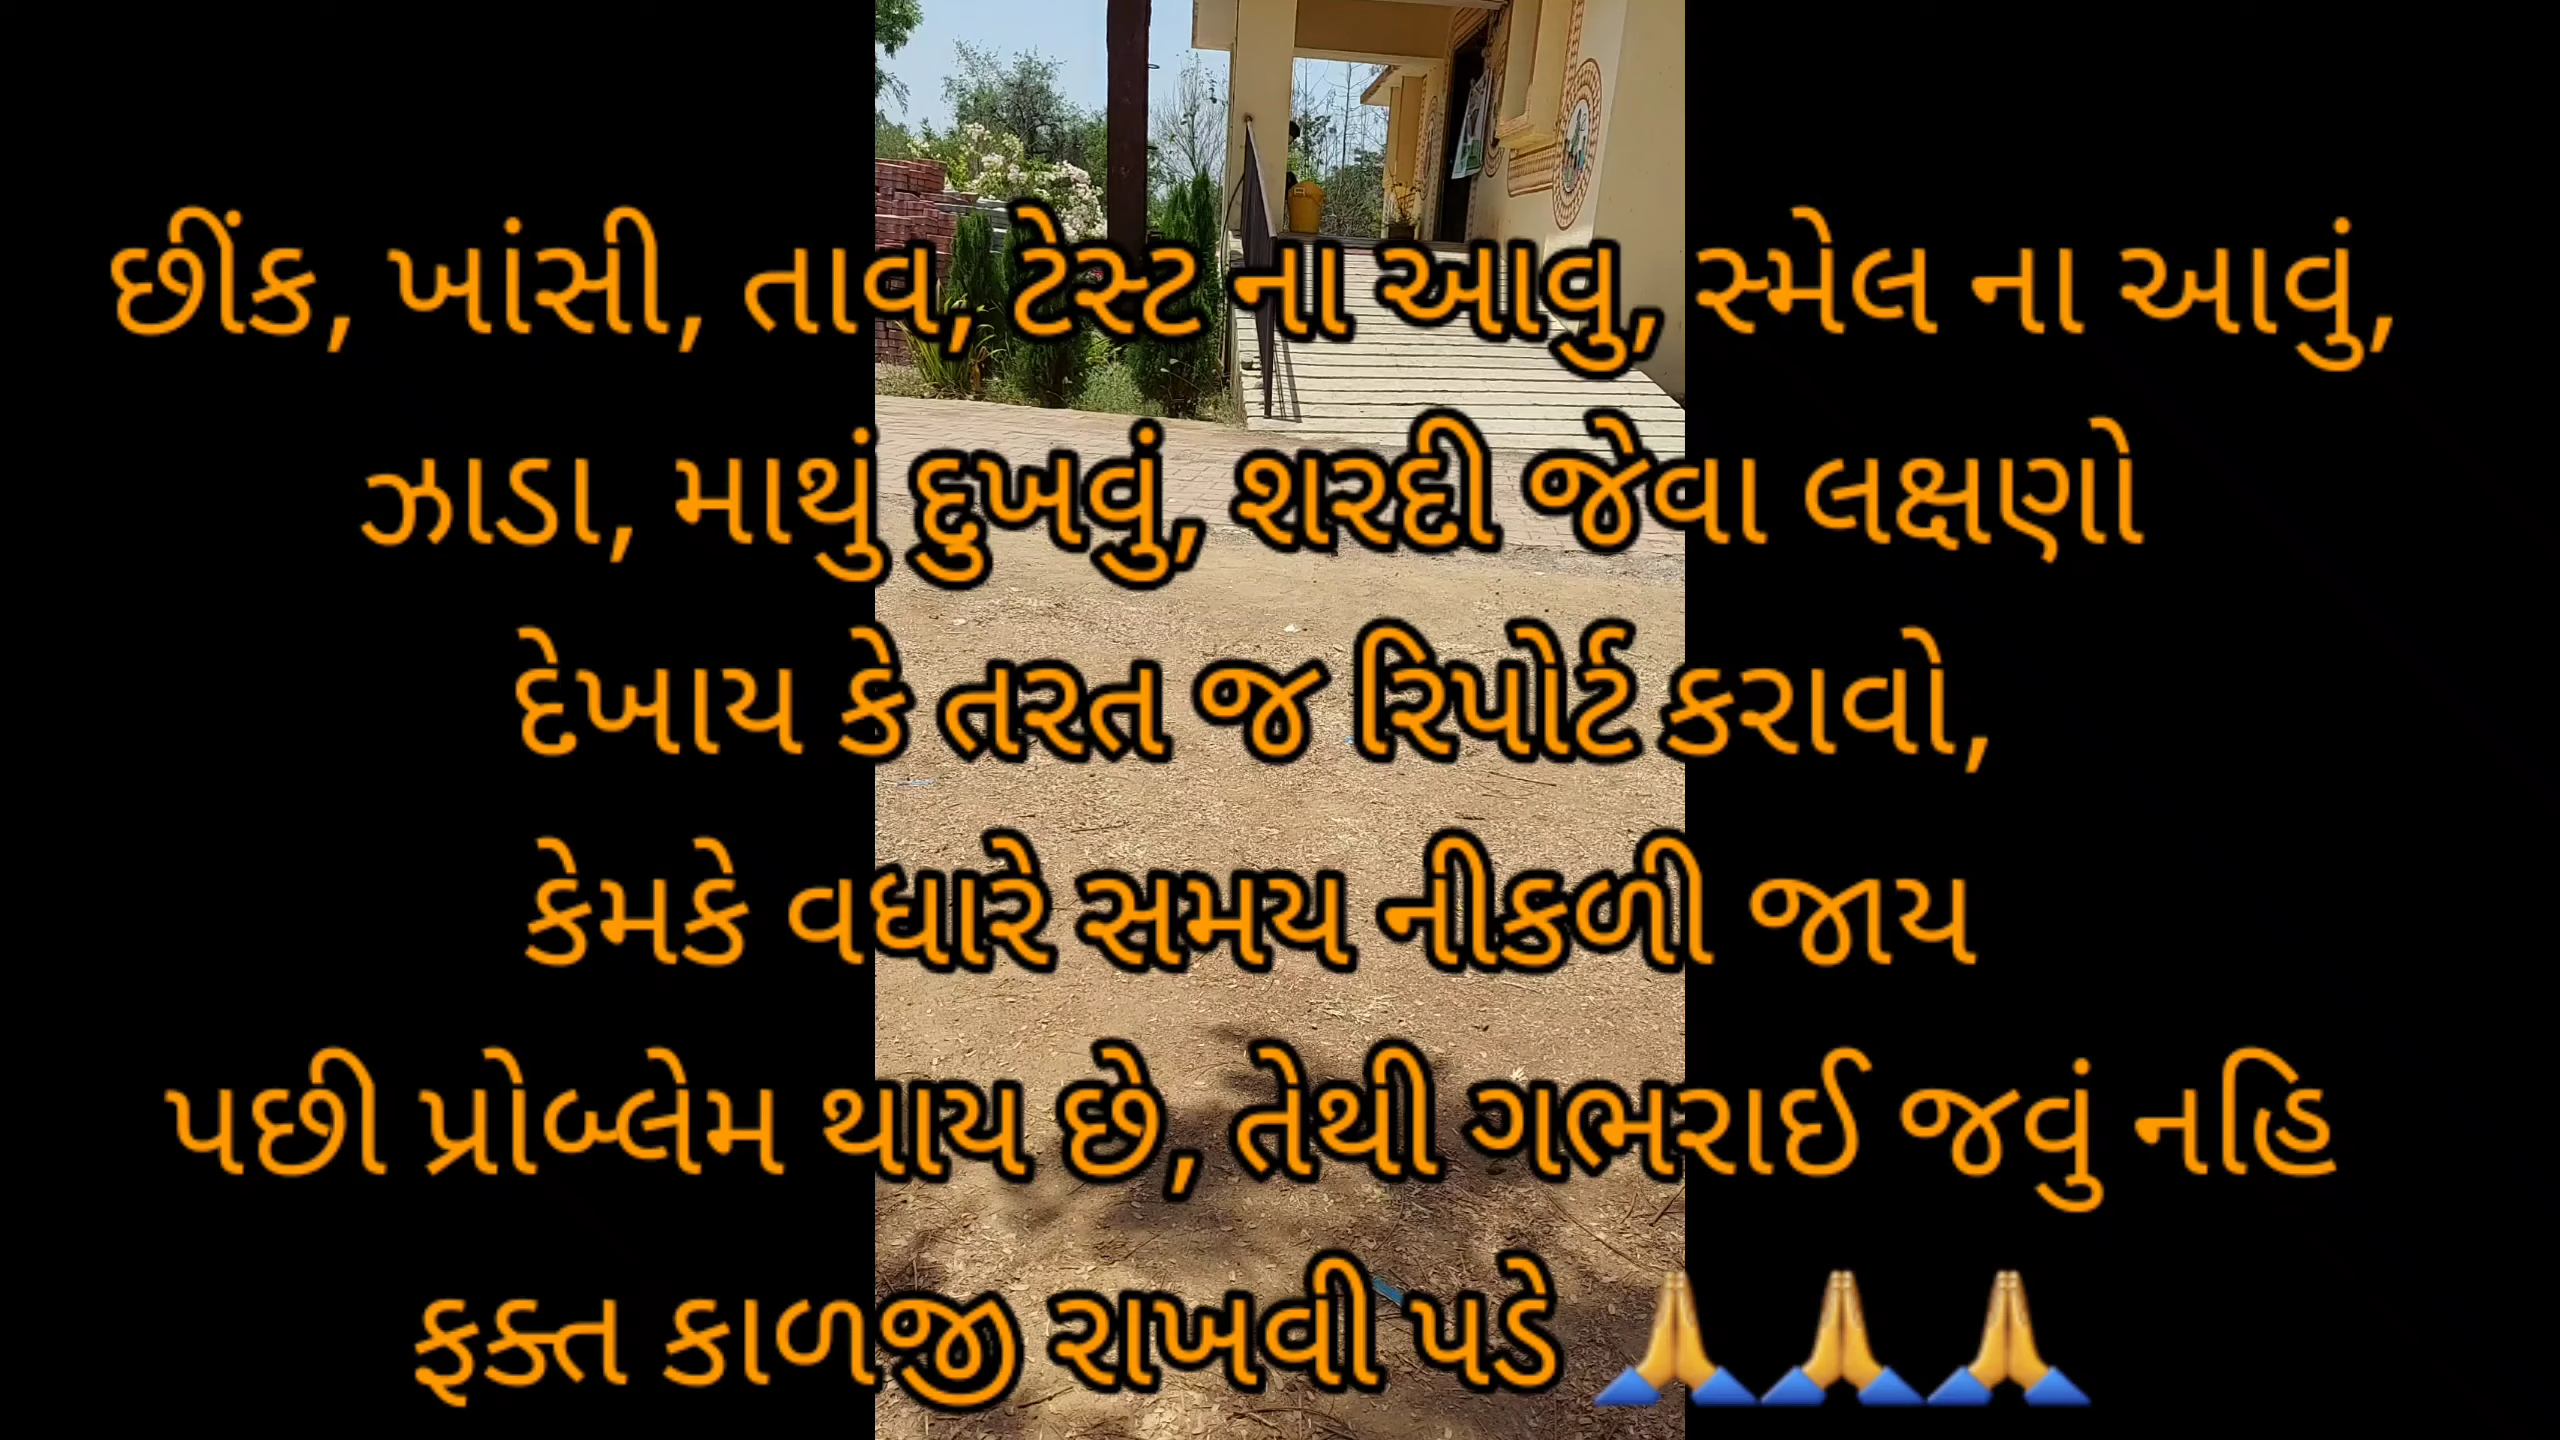 છીંક, ખાંસી, તાવ, ટેસ્ટ ના આવુ, સ્મેલ ના આવું,
ઝાડા, માથું દુખવું, શરદી જેવા લક્ષણો
દેખાય કે તરત જ રિપોર્ટ કરાવો,
કેમકે વધારે સમય નીકળી જાય
પછી પ્રોબ્લેમ થાય છે, તેથી ગભરાઈ જવું નહિ
ફક્ત કાળજી રાખવી પડે 🙏🙏🙏